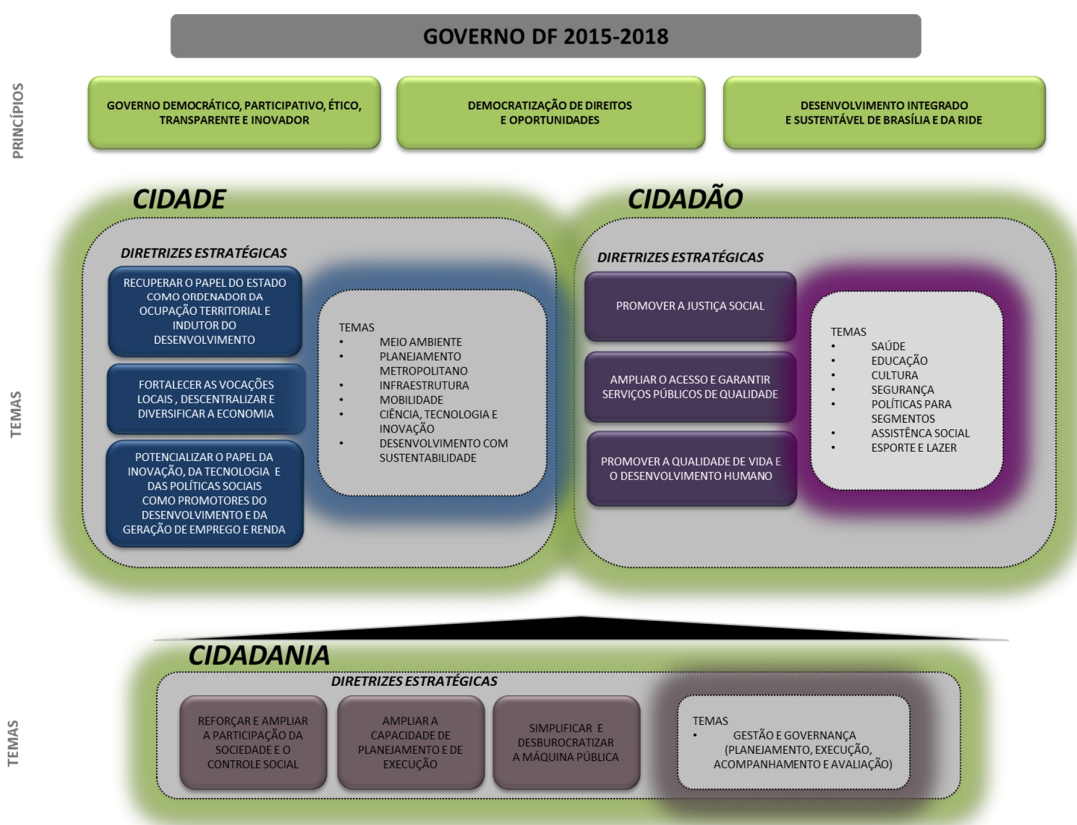 GOVERNO DF 2015-2018
PRINCÍPIOS
GOVERNO DEMOCRÁTICO, PARTICIPATIVO, ÉTICO,
TRANSPARENTE E INOVADOR
DEMOCRATIZAÇÃO DE DIREITOS
E OPORTUNIDADES
DESENVOLVIMENTO INTEGRADO
E SUSTENTÁVEL DE BRASÍLIA E DA RIDE
TEMAS
CIDADE
DIRETRIZES ESTRATÉGICAS
RECUPERAR O PAPEL DO ESTADO
COMO ORDENADOR DA
OCUPAÇÃO TERRITORIAL E
INDUTOR DO
DESENVOLVIMENTO
FORTALECER AS VOCAÇÕES
LOCAIS , DESCENTRALIZAR E
DIVERSIFICAR A ECONOMIA
POTENCIALIZAR O PAPEL DA
INOVAÇÃO, DA TECNOLOGIA E
DAS POLÍTICAS SOCIAIS
COMO PROMOTORES DO
DESENVOLVIMENTO E DA
GERAÇÃO DE EMPREGO E RENDA
TEMAS
• MEIO AMBIENTE
• PLANEJAMENTO
METROPOLITANO
• INFRAESTRUTURA
• MOBILIDADE
• CIÊNCIA, TECNOLOGIA E
INOVAÇÃO
• DESENVOLVIMENTO COM
SUSTENTABILIDADE
CIDADÃO
DIRETRIZES ESTRATÉGICAS
PROMOVER A JUSTIÇA SOCIAL
AMPLIAR O ACESSO E GARANTIR
SERVIÇOS PÚBLICOS DE QUALIDADE
PROMOVER A QUALIDADE DE VIDA E
O DESENVOLVIMENTO HUMANO
TEMAS
• SAÚDE
• EDUCAÇÃO
• CULTURA
• SEGURANÇA
• POLÍTICAS PARA
SEGMENTOS
• ASSISTÊNCA SOCIAL
• ESPORTE E LAZER
TEMAS
CIDADANIA
DIRETRIZES ESTRATÉGICAS
REFORÇAR E AMPLIAR
A PARTICIPAÇÃO DA
SOCIEDADE E O
CONTROLE SOCIAL
AMPLIAR A
CAPACIDADE DE
PLANEJAMENTO E DE
EXECUÇÃO
SIMPLIFICAR E
DESBUROCRATIZAR
A MÁQUINA PÚBLICA
TEMAS
• GESTÃO E GOVERNANÇA
(PLANEJAMENTO, EXECUÇÃO,
ACOMPANHAMENTO E AVALIAÇÃO)